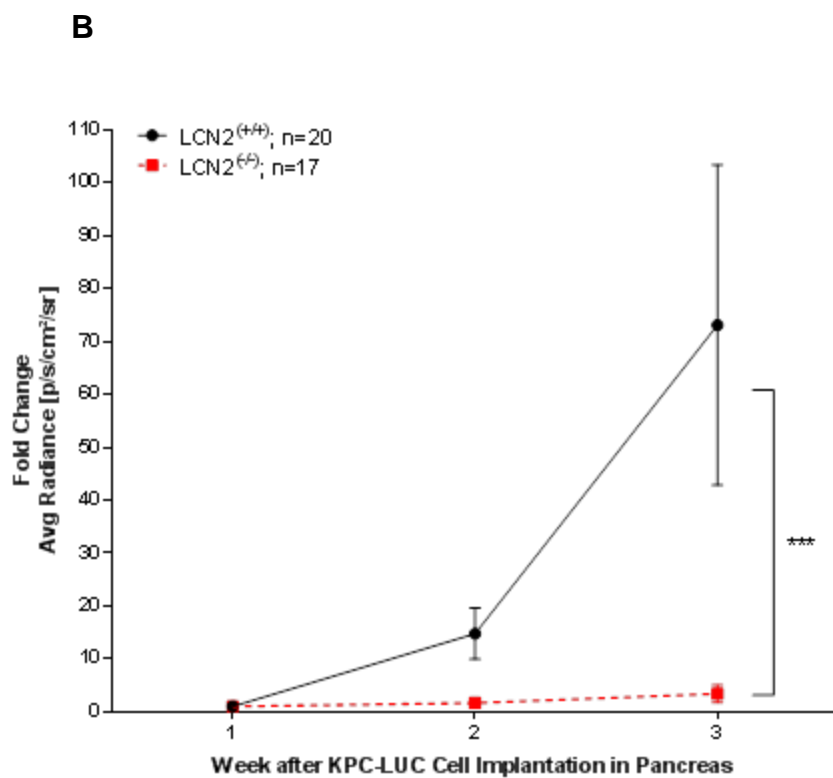 B
110
100
90
80
70
60
50
40
30
20
10
0
LCN2(+/+); n=20
LCN2(-/-); n=17
Fold Change
Avg Radiance [p/s/cm²/sr]
***
1 2 3
Week after KPC-LUC Cell Implantation in Pancreas